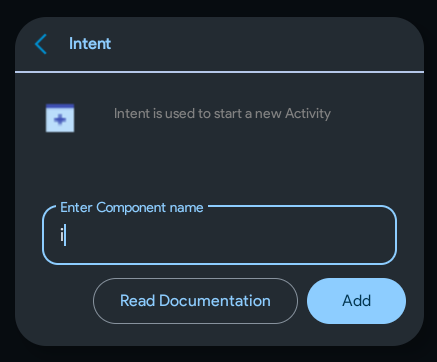 Intent
Intent is used to start a new Activity
Enter Component name
i
Read Documentation
Add